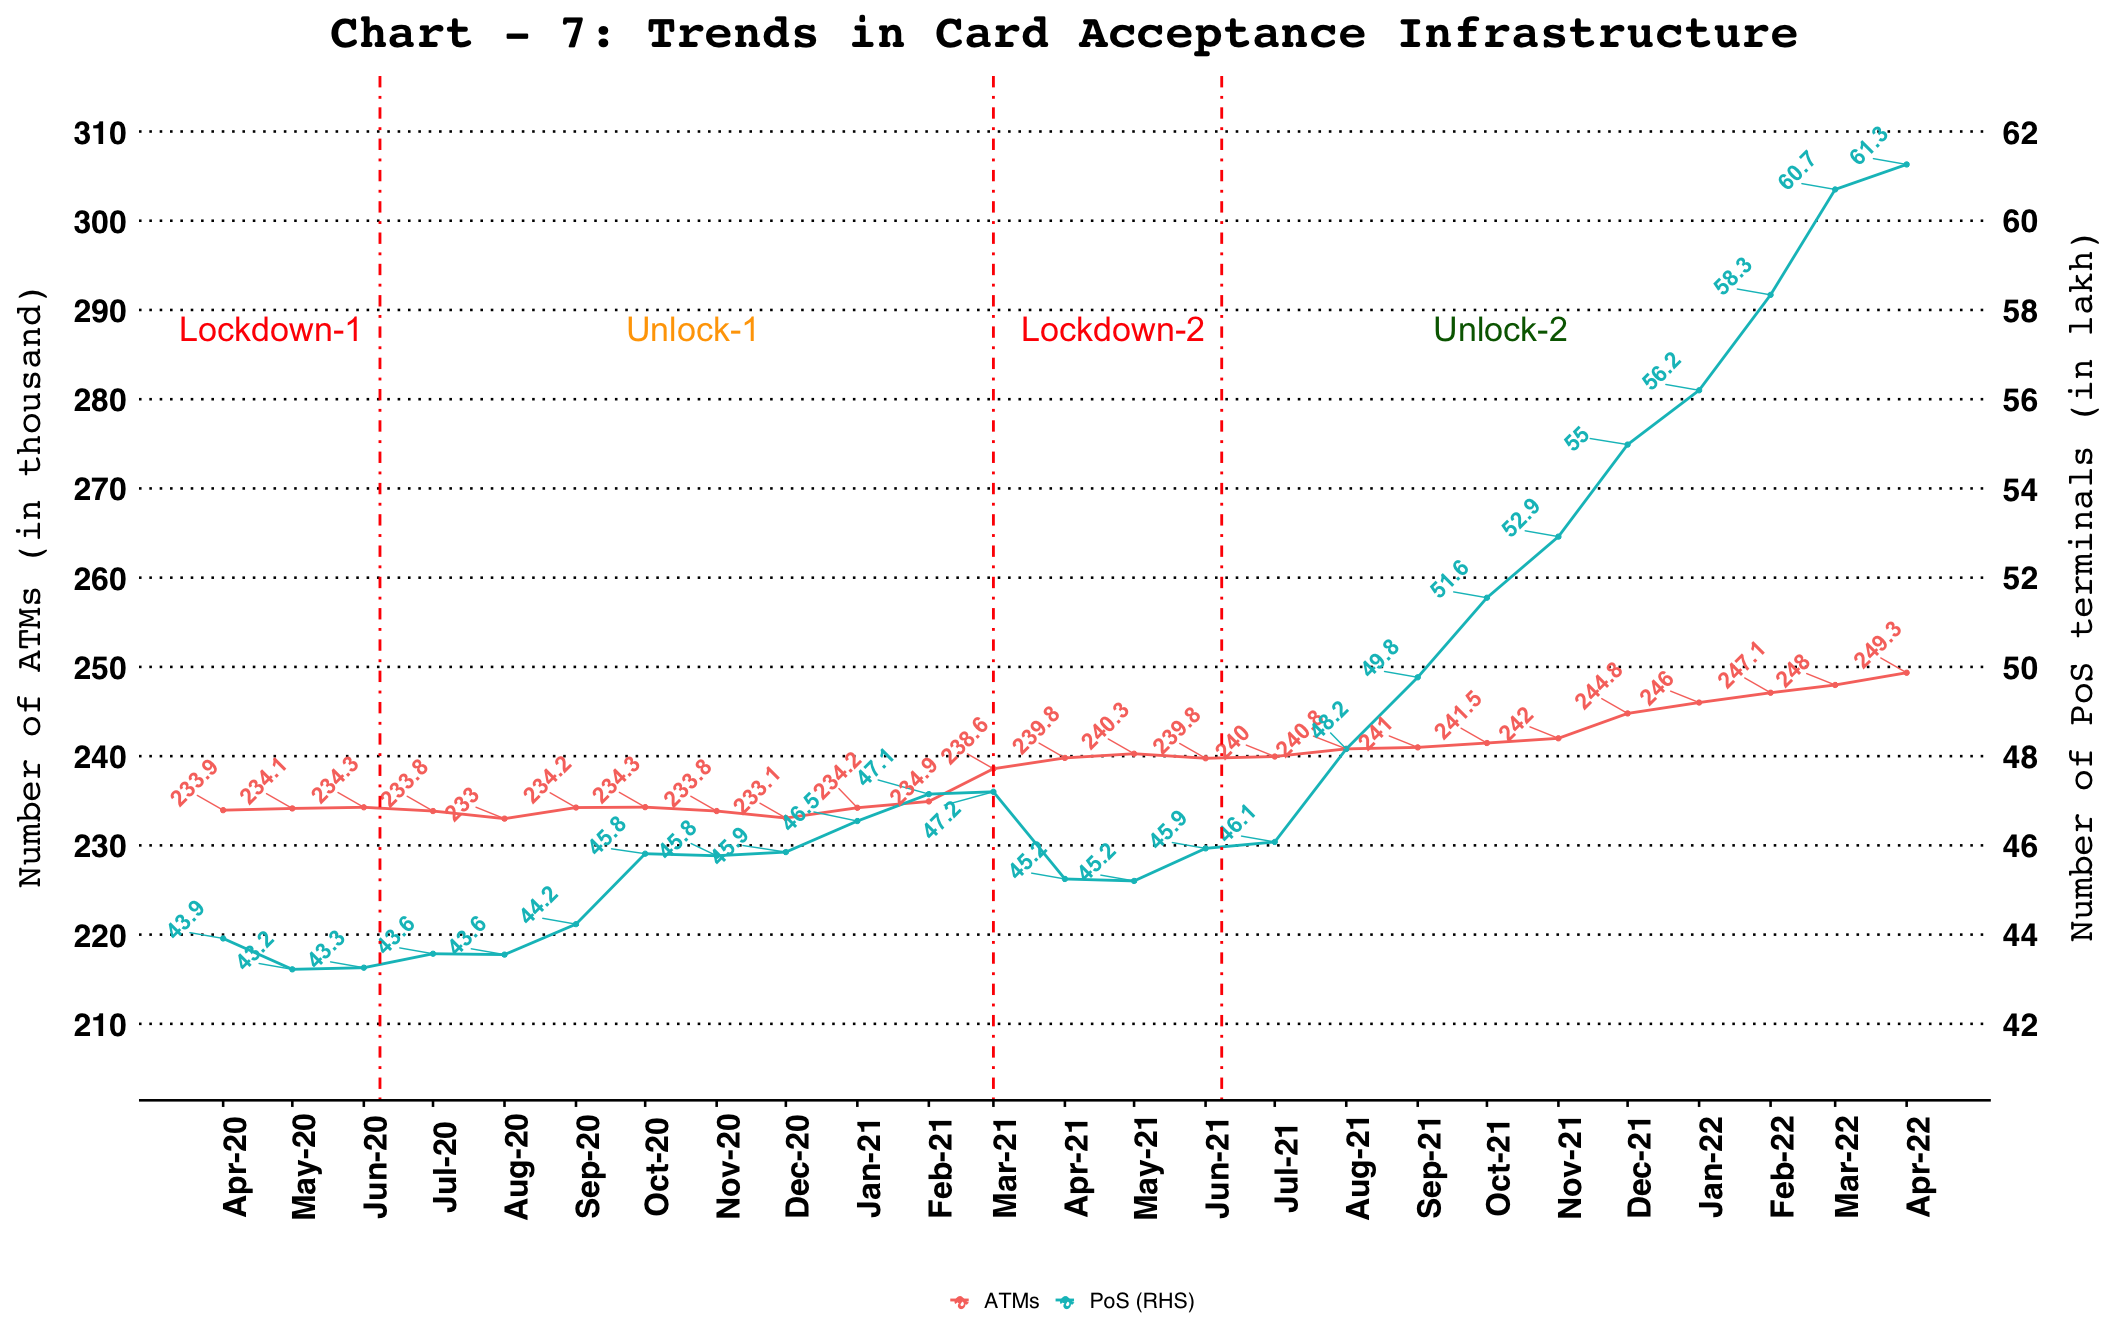 Chart – 7: Trends in Card Acceptance Infrastructure
Number of ATMs (in thousand)
310
300
290
280
270
260
250
240
230
220
210
62
60
58
56
54
52
50
48
46
44
42
Number of PoS terminals (in lakh)
Lockdown-1
Unlock-1
Lockdown-2
Unlock-2
233.9
234.1
234.3
233.8
233
234.2
234.3
233.8
233.1
234.2
234.9
238.6
239.8
240.3
239.8
240
240.8
241
241.5
242
244.8
246
247.1
248
249.3
43.9
43.2
43.3
43.6
43.6
44.2
45.8
45.8
45.9
46.5
47.1
47.2
45.2
45.9
46.1
48.2
49.8
51.6
52.9
55
56.2
58.3
60.7
61.3
Apr-20
May-20
Jun-20
Jul-20
Aug-20
Sep-20
Oct-20
Nov-20
Dec-20
Jan-21
Feb-21
Mar-21
Apr-21
May-21
Jun-21
Jul-21
Aug-21
Sep-21
Oct-21
Nov-21
Dec-21
Jan-22
Feb-22
Mar-22
Apr-22
ATMs
PoS (RHS)